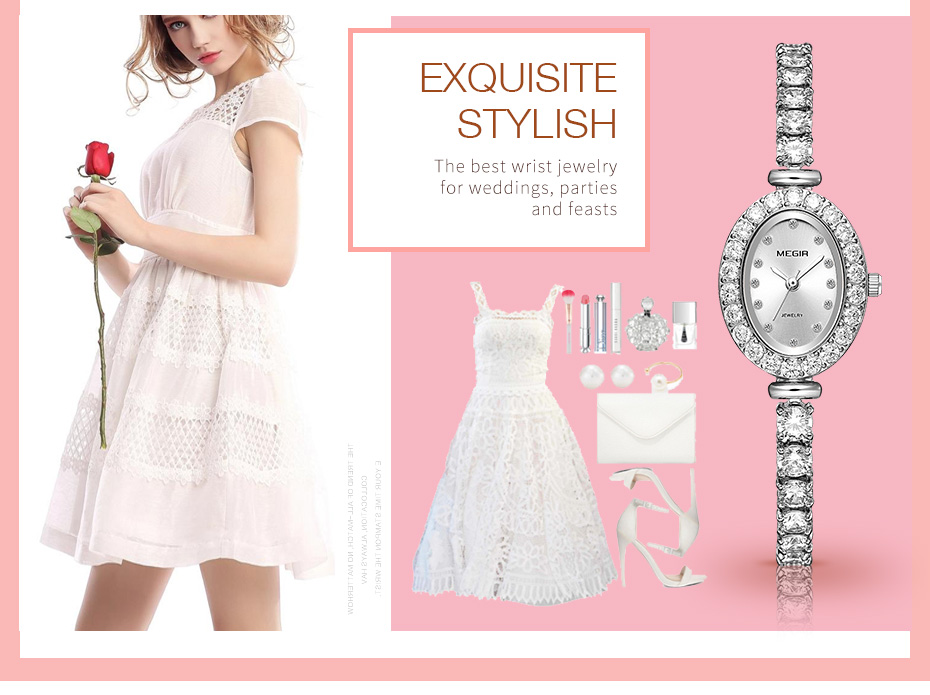 EXQUISITE
STYLISH
The best wrist jewelry
for weddings, parties
and feasts
MEGIR
JEWELRY